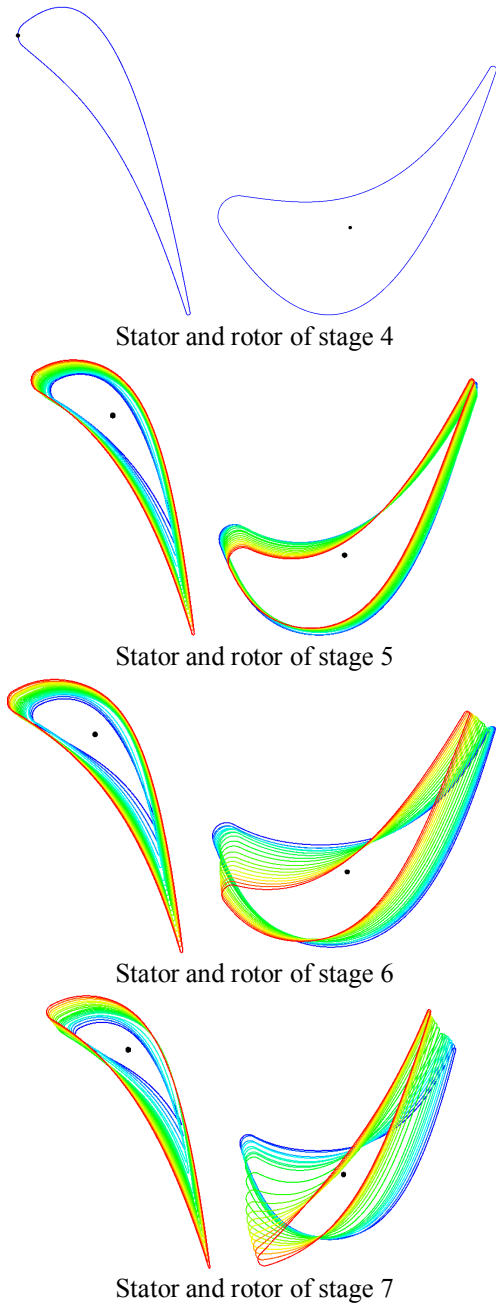 Stator and rotor of stage 4
Stator and rotor of stage 5
Stator and rotor of stage 6
Stator and rotor of stage 7